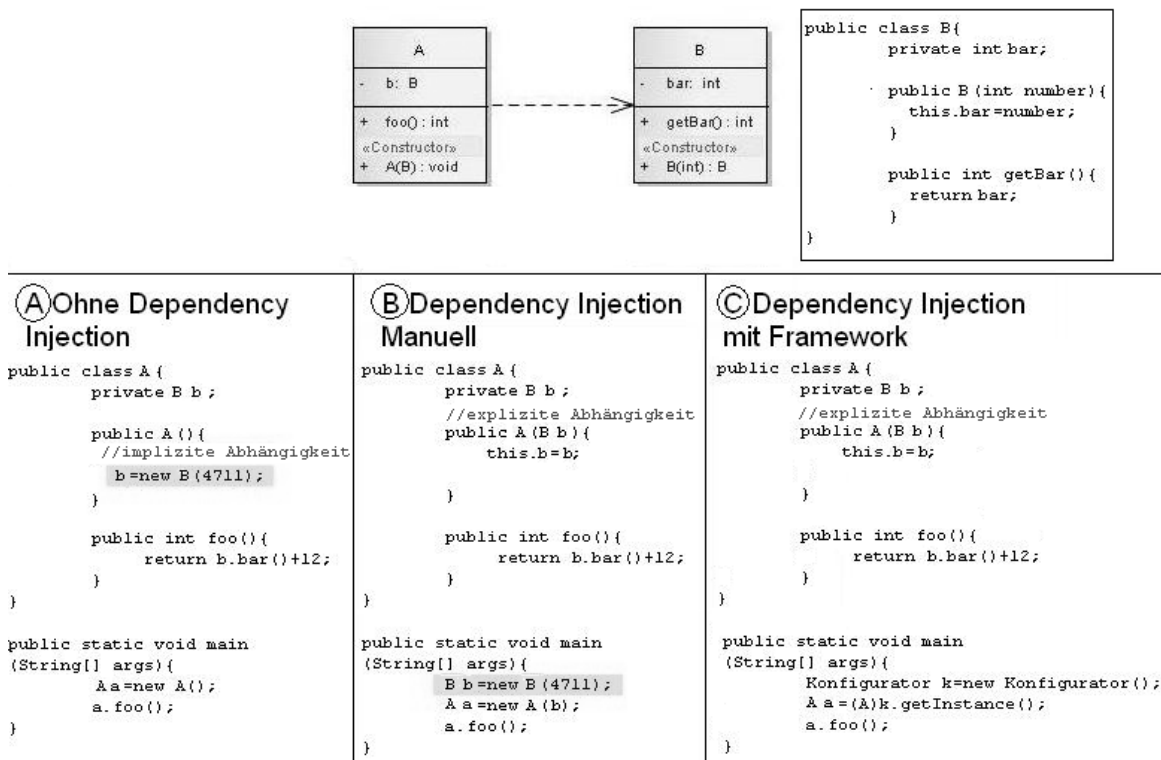 A
- b: B
+ foo() : int
«Constructor»
+ A(B) : void
B
- bar: int
+ getBar() : int
«Constructor»
+ B(int) : B
public class B{
private int bar;
public B (int number){
this.bar=number;
}
public int getBar(){
return bar;
}
}
A Ohne Dependency
Injection
public class A {
private B b ;
public A (){
//implizite Abhängigkeit
b=new B (4711);
}
public int foo(){
return b.bar()+12;
}
}
public static void main
(String[] args){
A a=new A();
a.foo();
}
B Dependency Injection
Manuell
public class A {
private B b ;
//explizite Abhängigkeit
public A (B b ){
this.b=b;
}
public int foo(){
return b.bar()+12;
}
}
public static void main
(String[] args){
B b=new B (4711);
A a=new A (b);
a.foo();
}
C Dependency Injection
mit Framework
public class A {
private B b ;
//explizite Abhängigkeit
public A (B b ){
this.b=b;
}
public int foo(){
return b.bar()+12;
}
}
public static void main
(String[] args){
Konfigurator k=new Konfigurator();
A a=(A)k.getInstance();
a.foo();
}